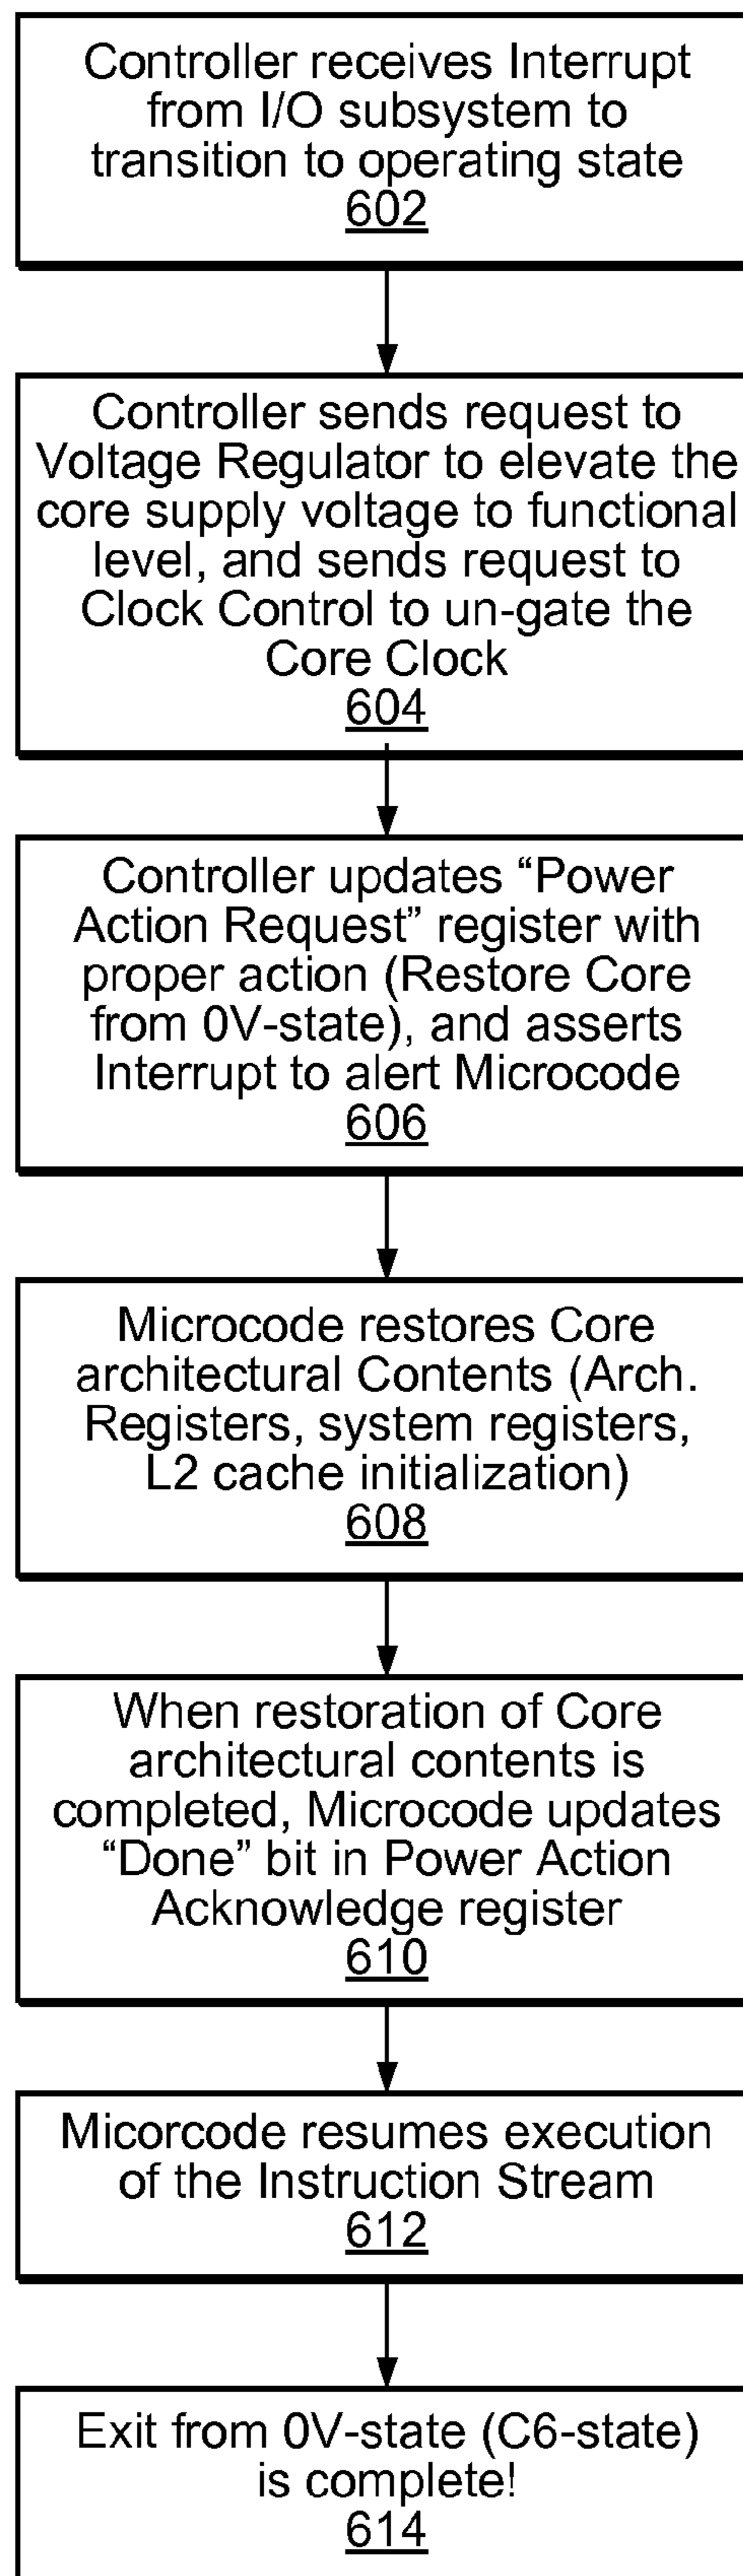 Controller receives Interrupt
from I/O subsystem to
transition to operating state
602
Controller sends request to
Voltage Regulator to elevate the
core supply voltage to functional
level, and sends request to
Clock Control to un-gate the
Core Clock
604
Controller updates “Power
Action Request” register with
proper action (Restore Core
from 0V-state), and asserts
Interrupt to alert Microcode
606
Microcode restores Core
architectural Contents (Arch.
Registers, system registers,
L2 cache initialization)
608
When restoration of Core
architectural contents is
completed, Microcode updates
“Done” bit in Power Action
Acknowledge register
610
Micorcode resumes execution
of the Instruction Stream
612
Exit from 0V-state (C6-state)
is complete!
614